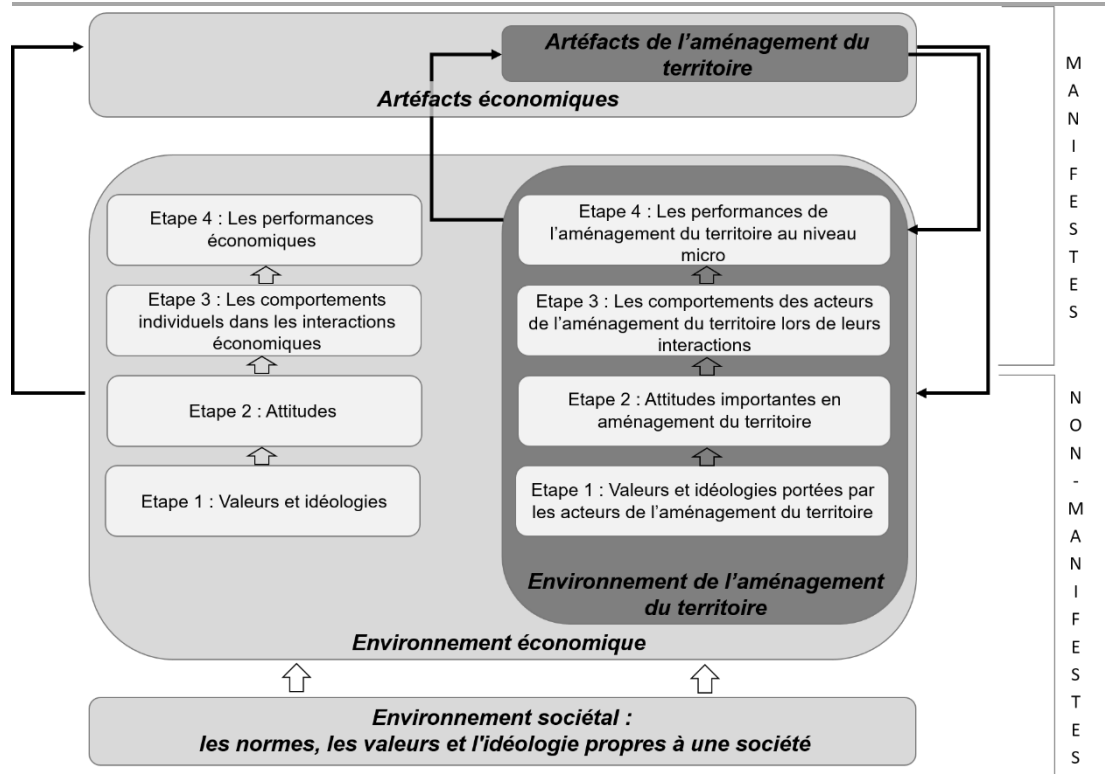 Artéfacts de l’aménagement du
territoire
Artéfacts économiques
Etape 4 : Les performances
économiques
Etape 3 : Les comportements
individuels dans les interactions
économiques
Etape 2 : Attitudes
Etape 1 : Valeurs et idéologies
Etape 4 : Les performances de
l’aménagement du territoire au niveau
micro
Etape 3 : Les comportements des acteurs
de l’aménagement du territoire lors de leurs
interactions
Etape 2 : Attitudes importantes en
aménagement du territoire
Etape 1 : Valeurs et idéologies portées par
les acteurs de l’aménagement du territoire
Environnement de l’aménagement
du territoire
Environnement économique
Environnement sociétal :
les normes, les valeurs et l'idéologie propres à une société
MANIFESTES
NON-MANIFESTES